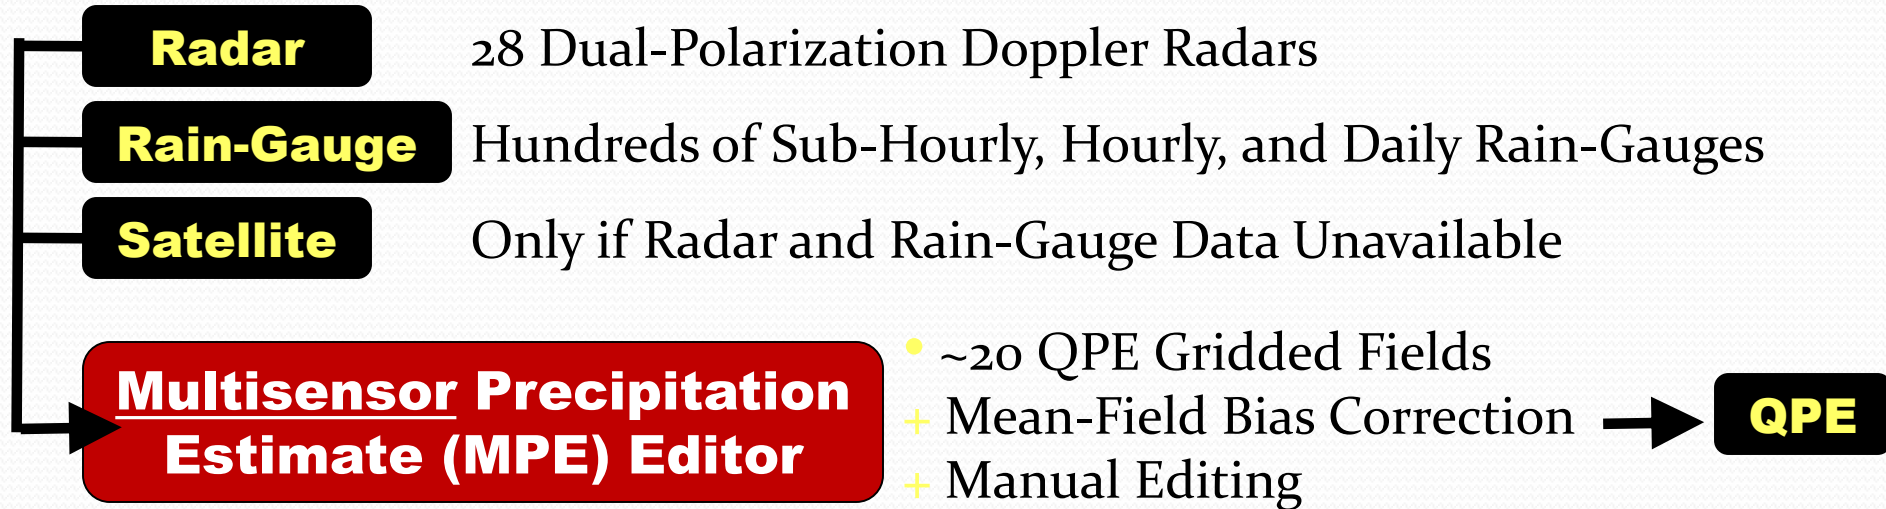 Radar 28 Dual-Polarization Doppler Radars
Rain-Gauge Hundreds of Sub-Hourly, Hourly, and Daily Rain-Gauges
Satellite Only if Radar and Rain-Gauge Data Unavailable
Multisensor Precipitation
Estimate (MPE) Editor
• ~20 QPE Gridded Fields
+ Mean-Field Bias Correction
+ Manual Editing
QPE